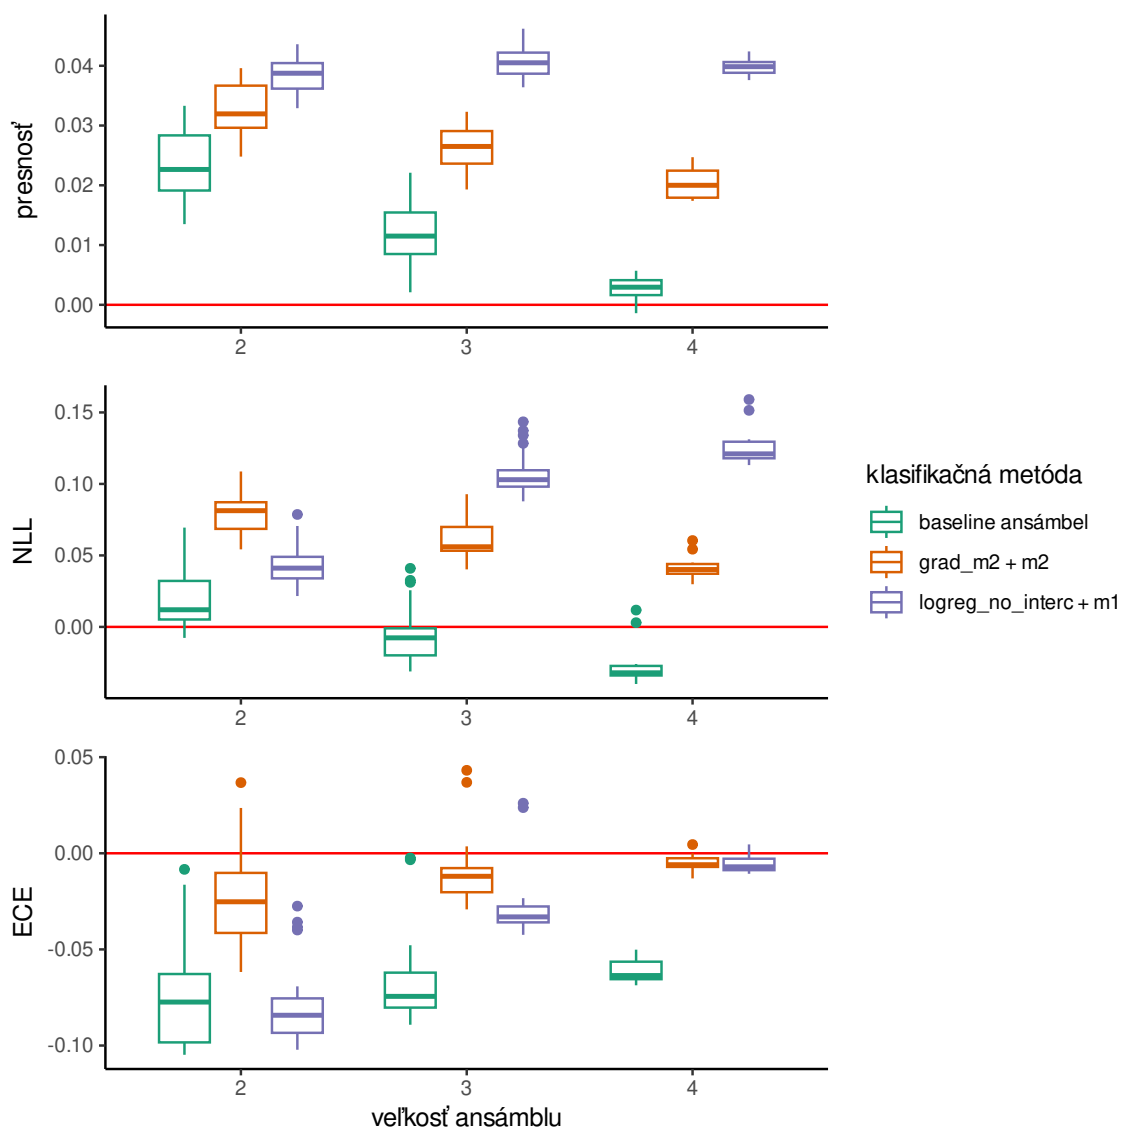 presnosť
0.04
0.03
0.02
0.01
0.00
2 3 4
NLL
0.15
0.10
0.05
0.00
2 3 4
klasifikačná metóda
baseline ansámbel
grad_m2 + m2
logreg_no_interc + m1
ECE
0.05
0.00
-0.05
-0.10
2 3 4
veľkosť ansámblu